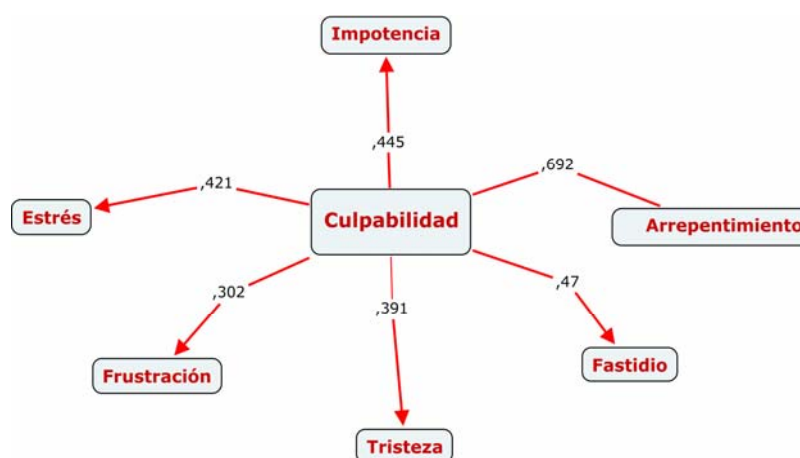 Impotencia
,445
,692
,421
Estrés
Culpabilidad
Arrepentimiento
,302
,391
,47
Frustración
Fastidio
Tristeza